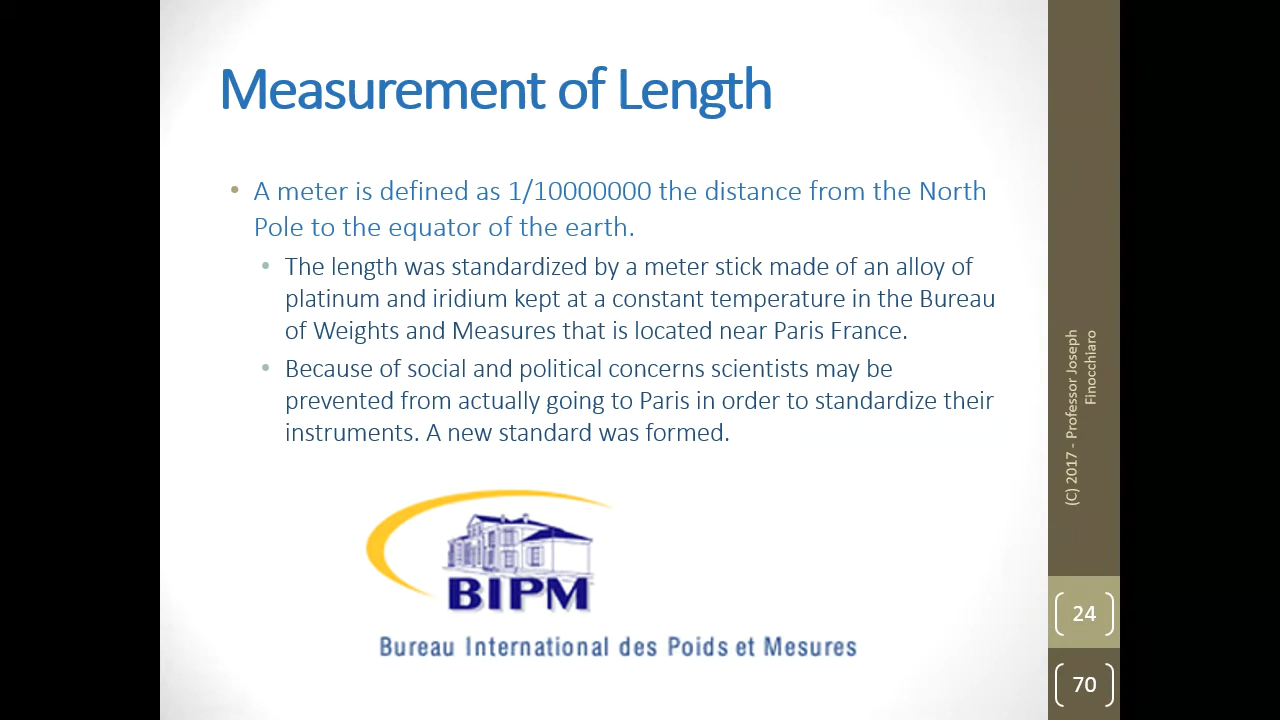 Measurement of Length
• A meter is defined as 1/10000000 the distance from the North
Pole to the equator of the earth.
• The length was standardized by a meter stick made of an alloy of
platinum and iridium kept at a constant temperature in the Bureau
of Weights and Measures that is located near Paris France.
• Because of social and political concerns scientists may be
prevented from actually going to Paris in order to standardize their
instruments. A new standard was formed.
BIPM
Bureau International des Poids et Mesures
(C) 2017 - Professor Joseph
Finocchiaro
24
70